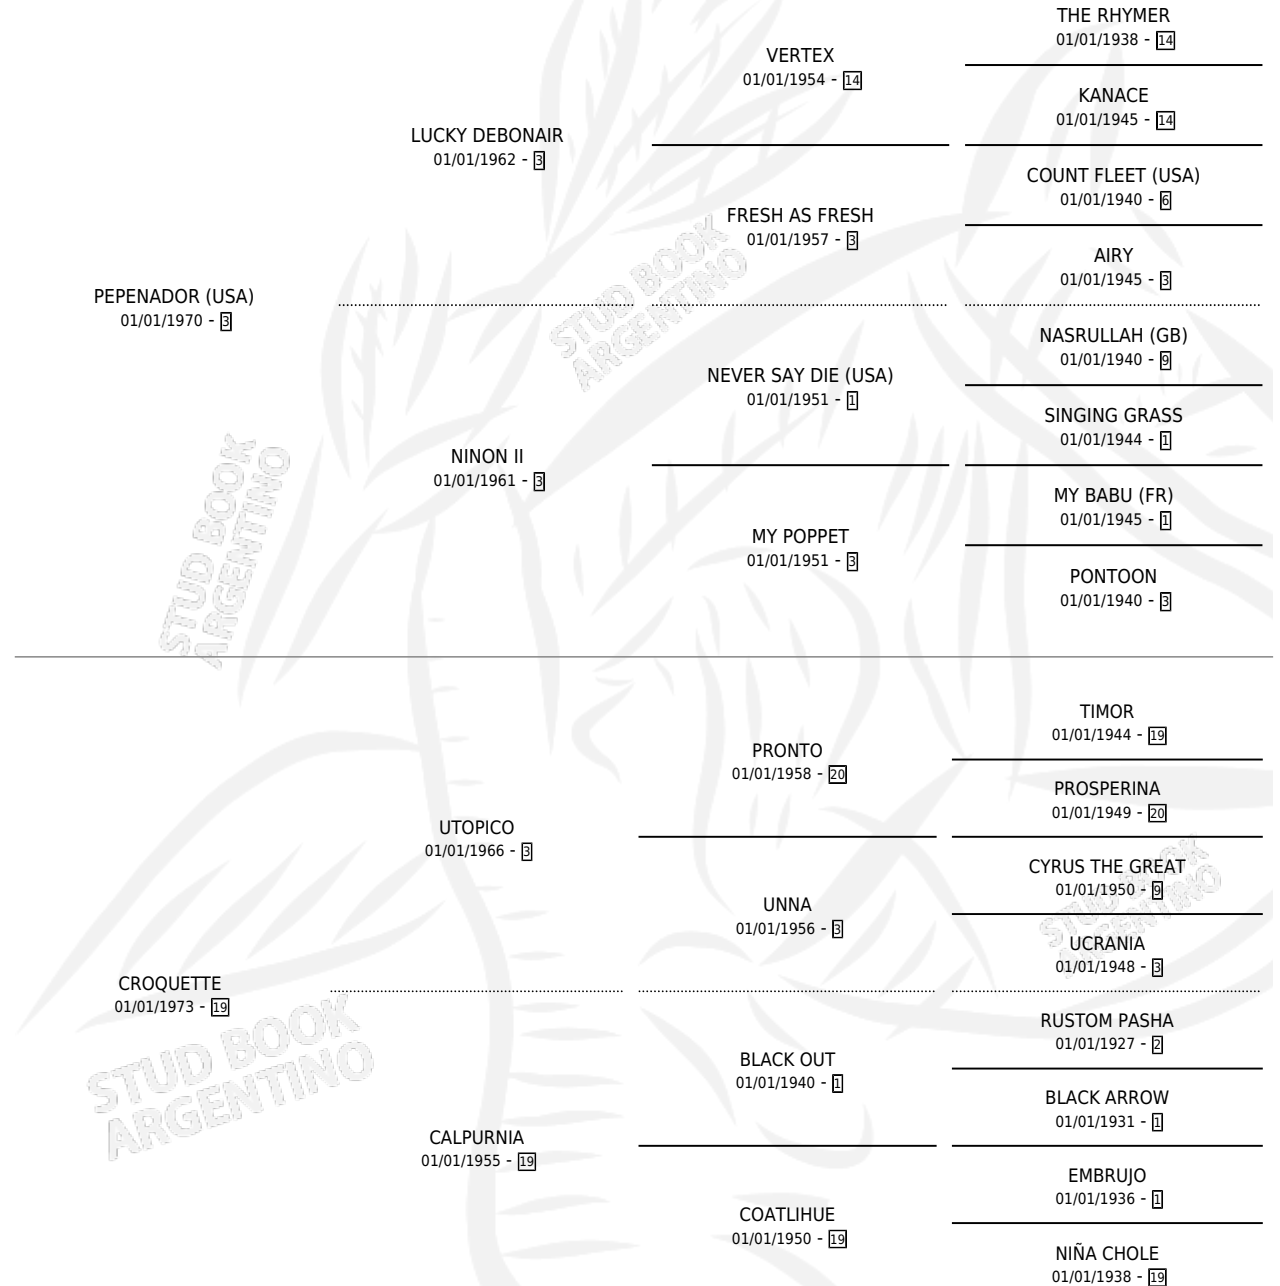 THE RHYMER
01/01/1938 - 14
VERTEX
01/01/1954 - 14
KANACE
01/01/1945 - 14
LUCKY DEBONAIR
01/01/1962 - 3
COUNT FLEET (USA)
01/01/1940 - 6
FRESH AS FRESH
01/01/1957 - 3
AIRY
01/01/1945 - 3
PEPENADOR (USA)
01/01/1970 - 3
NASRULLAH (GB)
01/01/1940 - 9
NEVER SAY DIE (USA)
01/01/1951 - 1
SINGING GRASS
01/01/1944 - 1
NINON II
01/01/1961 - 3
MY BABU (FR)
01/01/1945 - 1
MY POPPET
01/01/1951 - 3
PONTOON
01/01/1940 - 3
STUD BOOK
ARGENTINO
STUD BOOK
ARGENTINO
TIMOR
01/01/1944 - 19
PRONTO
01/01/1958 - 20
PROSPERINA
01/01/1949 - 20
UTOPICO
01/01/1966 - 3
CYRUS THE GREAT
01/01/1950 - 9
UNNA
01/01/1956 - 3
UCRANIA
01/01/1948 - 3
CROQUETTE
01/01/1973 - 19
RUSTOM PASHA
01/01/1927 - 2
BLACK OUT
01/01/1940 - 1
BLACK ARROW
01/01/1931 - 1
CALPURNIA
01/01/1955 - 19
EMBRUJO
01/01/1936 - 1
COATLIHUE
01/01/1950 - 19
NIÑA CHOLE
01/01/1938 - 19
STUD BOOK
ARGENTINO
STUD BOOK
ARGENTINO